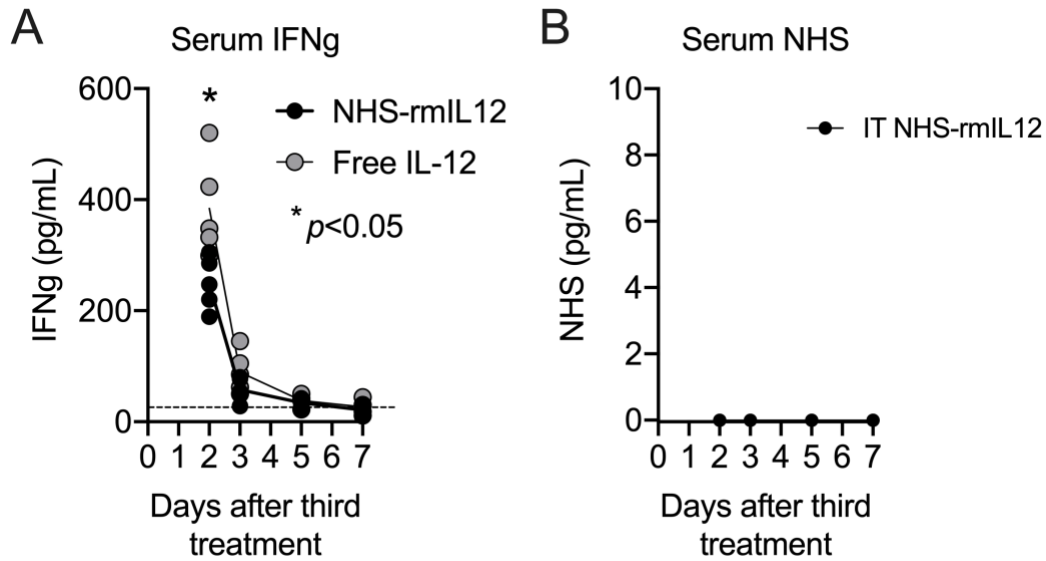 A
Serum IFNg
600
400
200
0
IFNg (pg/mL)
*
NHS-rmIL12
Free IL-12
* p<0.05
0 1 2 3 4 5 6 7
Days after third
treatment
B
Serum NHS
10
8
6
4
2
0
NHS (pg/mL)
IT NHS-rmIL12
0 1 2 3 4 5 6 7
Days after third
treatment